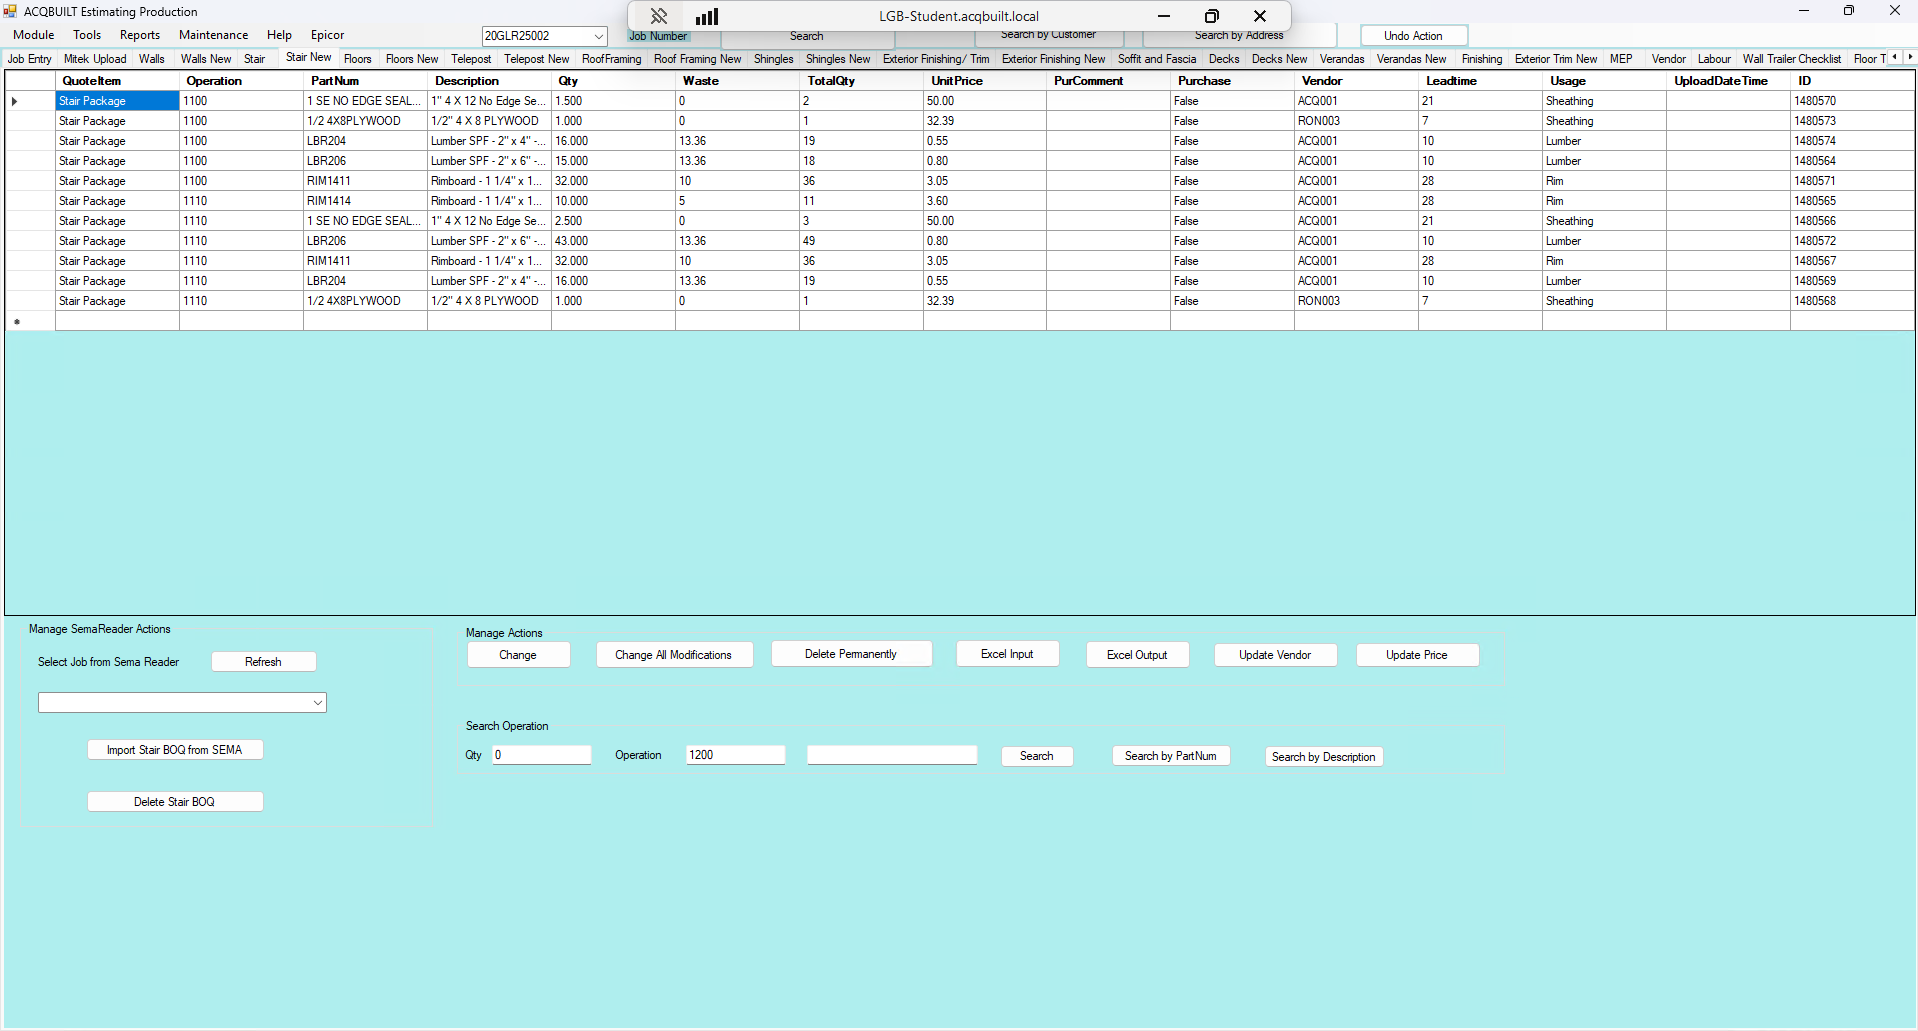 ACQBUILT Estimating Production
LGB-Student.acqbuilt.local
Module Tools Reports Maintenance Help Epicor 20GLR25002 Job Number Search Search by Customer Search by Address Undo Action
Job Entry Mitek Upload Walls Walls New Stair Stair New Floors Floors New Telepost Telepost New RoofFraming Roof Framing New Shingles Shingles New Exterior Finishing/ Trim Exterior Finishing New Soffit and Fascia Decks Decks New Verandas Verandas New Finishing Exterior Trim New MEP Vendor Labour Wall Trailer Checklist Floor T
QuoteItem Operation PartNum Description Qty Waste TotalQty UnitPrice PurComment Purchase Vendor Leadtime Usage UploadDateTime ID
Stair Package 1100 1 SE NO EDGE SEAL... 1" 4 X 12 No Edge Se... 1.500 0 2 50.00 False ACQ001 21 Sheathing 1480570
Stair Package 1100 1/2 4X8PLYWOOD 1/2" 4 X 8 PLYWOOD 1.000 0 1 32.39 False RON003 7 Sheathing 1480573
Stair Package 1100 LBR204 Lumber SPF - 2" x 4" -... 16.000 13.36 19 0.55 False ACQ001 10 Lumber 1480574
Stair Package 1100 LBR206 Lumber SPF - 2" x 6" -... 15.000 13.36 18 0.80 False ACQ001 10 Lumber 1480564
Stair Package 1100 RIM1411 Rimboard - 1 1/4" x 1... 32.000 10 36 3.05 False ACQ001 28 Rim 1480571
Stair Package 1110 RIM1414 Rimboard - 1 1/4" x 1... 10.000 5 11 3.60 False ACQ001 28 Rim 1480565
Stair Package 1110 1 SE NO EDGE SEAL... 1" 4 X 12 No Edge Se... 2.500 0 3 50.00 False ACQ001 21 Sheathing 1480566
Stair Package 1110 LBR206 Lumber SPF - 2" x 6" -... 43.000 13.36 49 0.80 False ACQ001 10 Lumber 1480572
Stair Package 1110 RIM1411 Rimboard - 1 1/4" x 1... 32.000 10 36 3.05 False ACQ001 28 Rim 1480567
Stair Package 1110 LBR204 Lumber SPF - 2" x 4" -... 16.000 13.36 19 0.55 False ACQ001 10 Lumber 1480569
Stair Package 1110 1/2 4X8PLYWOOD 1/2" 4 X 8 PLYWOOD 1.000 0 1 32.39 False RON003 7 Sheathing 1480568
Manage SemaReader Actions
Select Job from Sema Reader Refresh
Import Stair BOQ from SEMA
Delete Stair BOQ
Manage Actions
Change Change All Modifications Delete Permanently Excel Input Excel Output Update Vendor Update Price
Search Operation
Qty 0 Operation 1200 Search Search by PartNum Search by Description